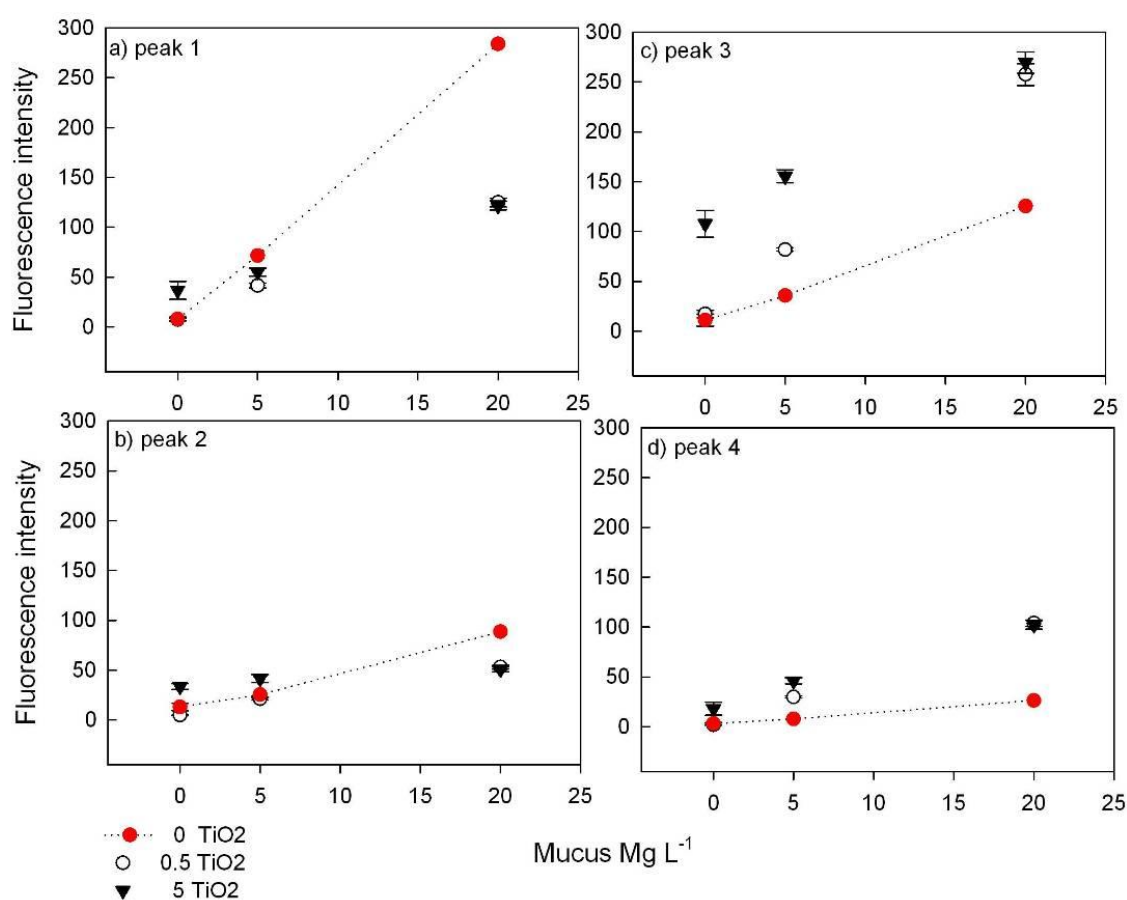 a) peak 1
300
250
200
150
100
50
0
0 5 10 15 20 25
Fluorescence intensity
c) peak 3
300
250
200
150
100
50
0
0 5 10 15 20 25
b) peak 2
300
250
200
150
100
50
0
0 5 10 15 20 25
Fluorescence intensity
d) peak 4
300
250
200
150
100
50
0
0 5 10 15 20 25
0 TiO2
0.5 TiO2
5 TiO2
Mucus Mg L⁻¹